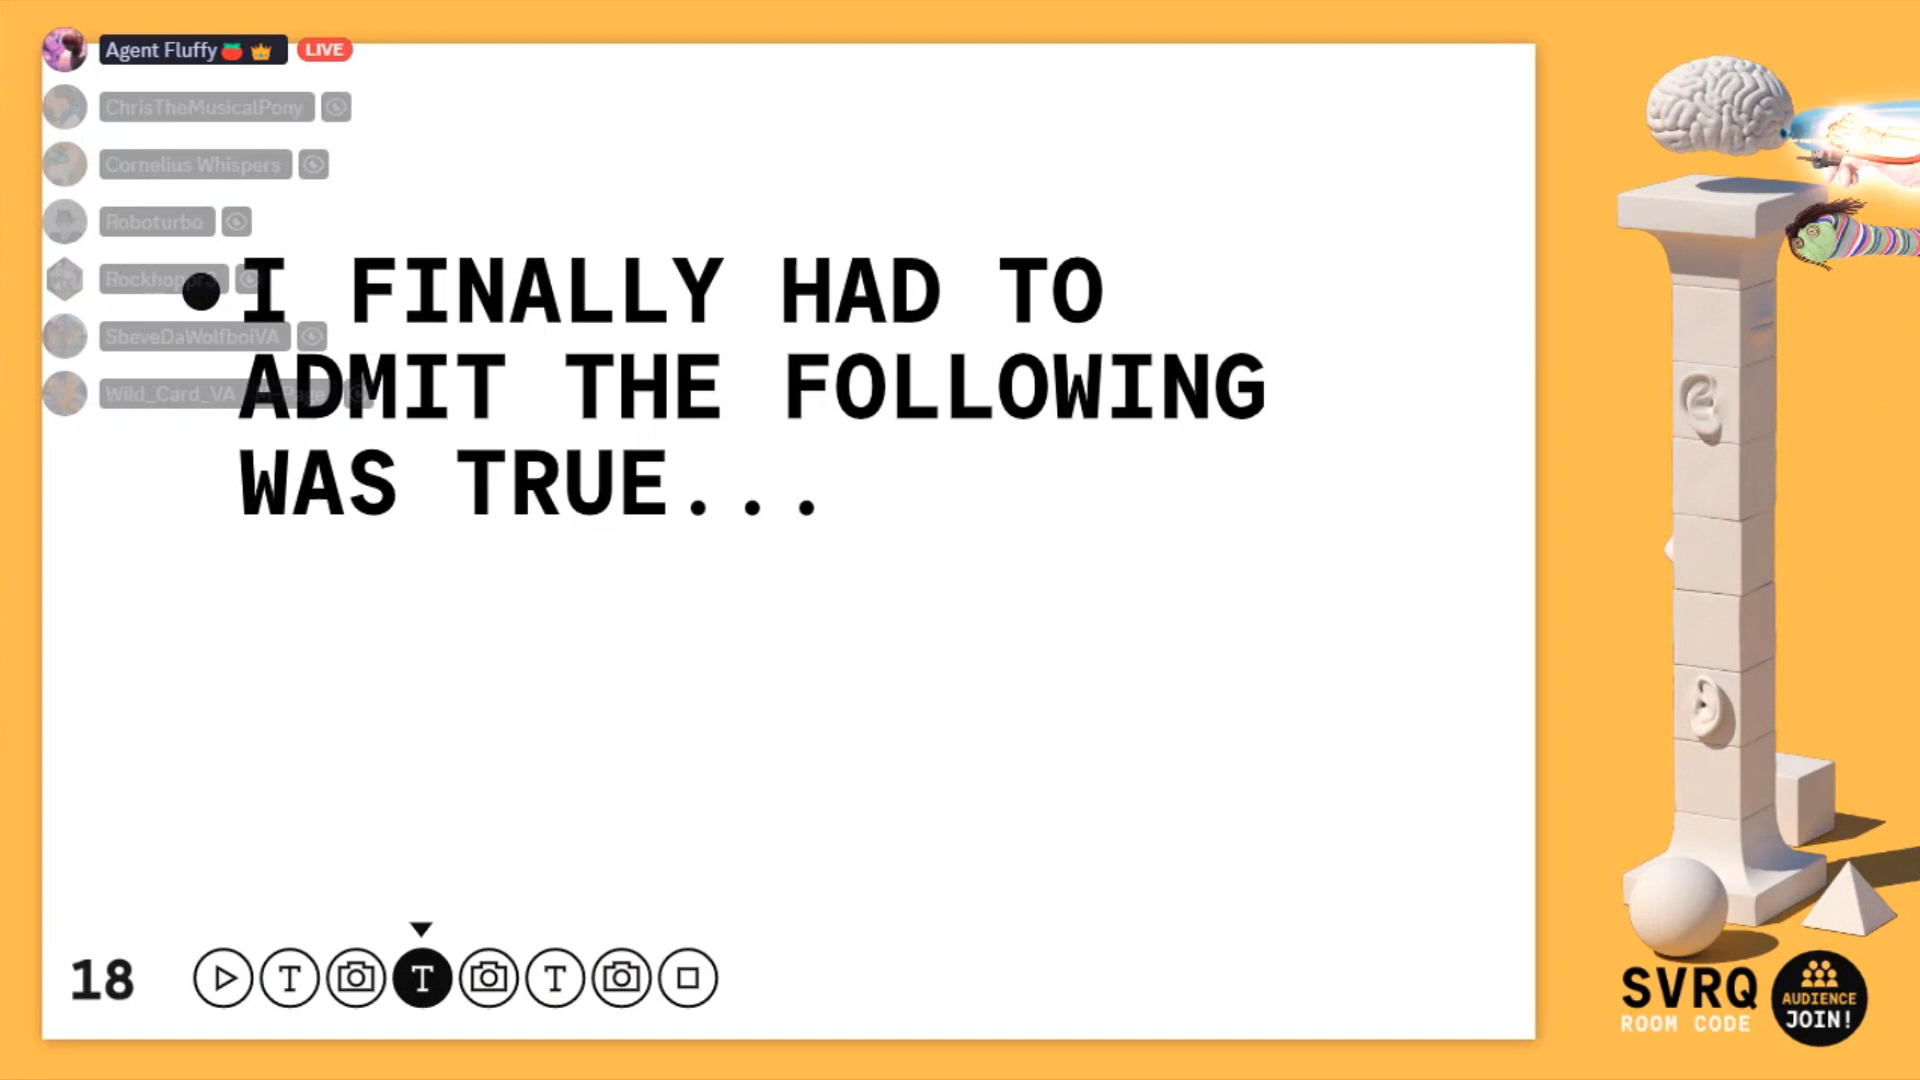 Agent Fluffy🍅👑 LIVE
ChrisTheMusicalPony
Cornelius Whispers
Roboturbo
SbeveDaWolfboiVA
Wild_Card_VA
●I FINALLY HAD TO
ADMIT THE FOLLOWING
WAS TRUE...
18
T
T
T
SVRQ
ROOM CODE
AUDIENCE
JOIN!